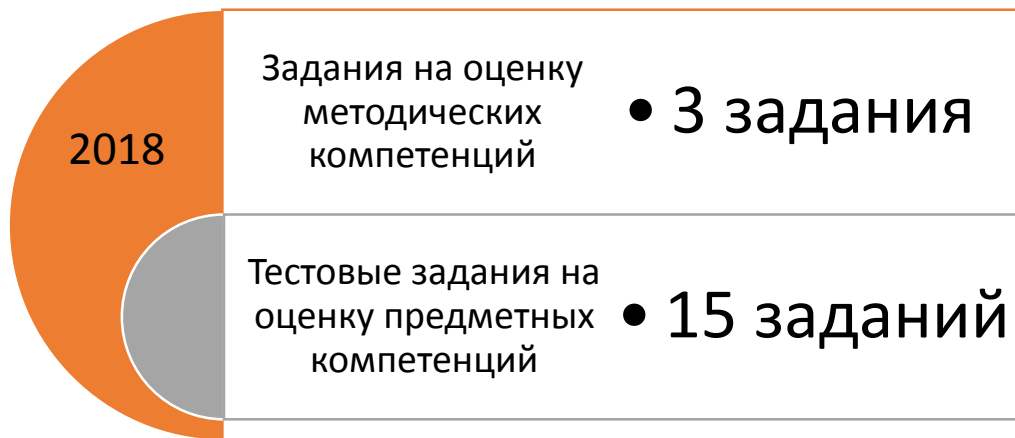 2018
Задания на оценку
методических
компетенций
• 3 задания
Тестовые задания на
оценку предметных
компетенций
• 15 заданий